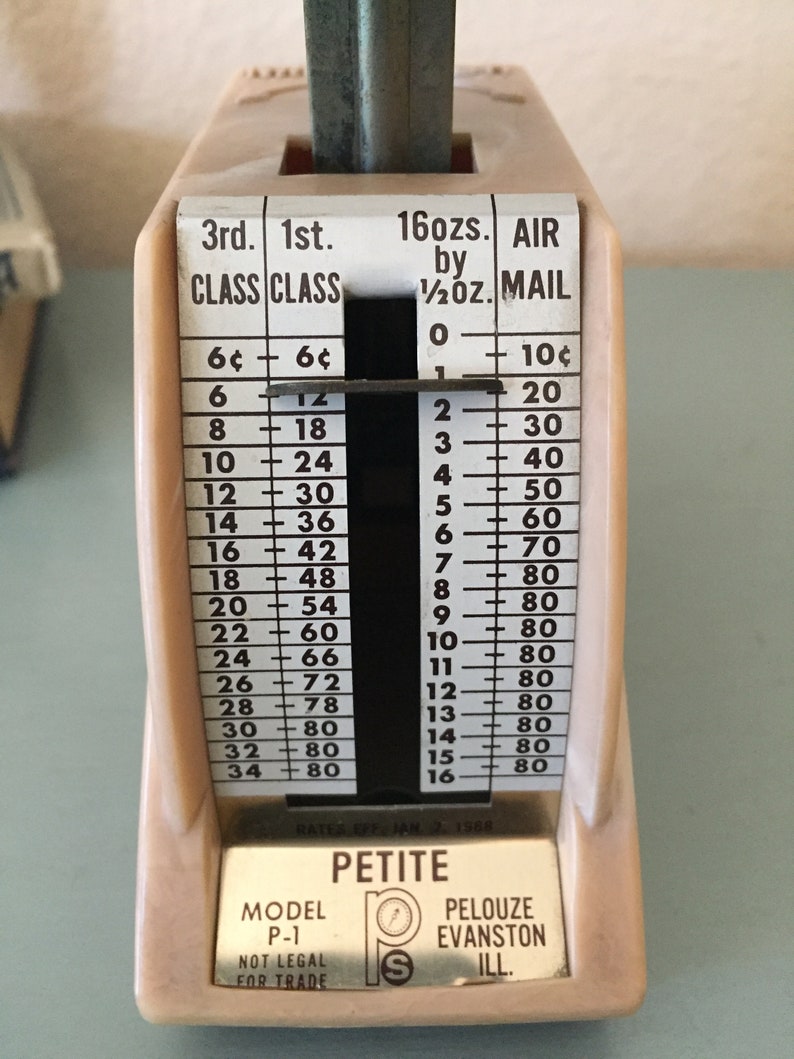 3rd. 1st. 16ozs. AIR
CLASS CLASS by MAIL
½oz.
0
6¢ 6¢ 10¢
1
6 12 20
2
8 18 30
3
10 24 40
4
12 30 50
5
14 36 60
6
16 42 70
7
18 48 80
8
20 54 80
9
22 60 80
10
24 66 80
11
26 72 80
12
28 78 80
13
30 80 80
14
32 80 80
15
34 80 80
16
RATES EFF. JAN. 7, 1968
PETITE
MODEL
P-1
NOT LEGAL
FOR TRADE
PS
PELOUZE
EVANSTON
ILL.